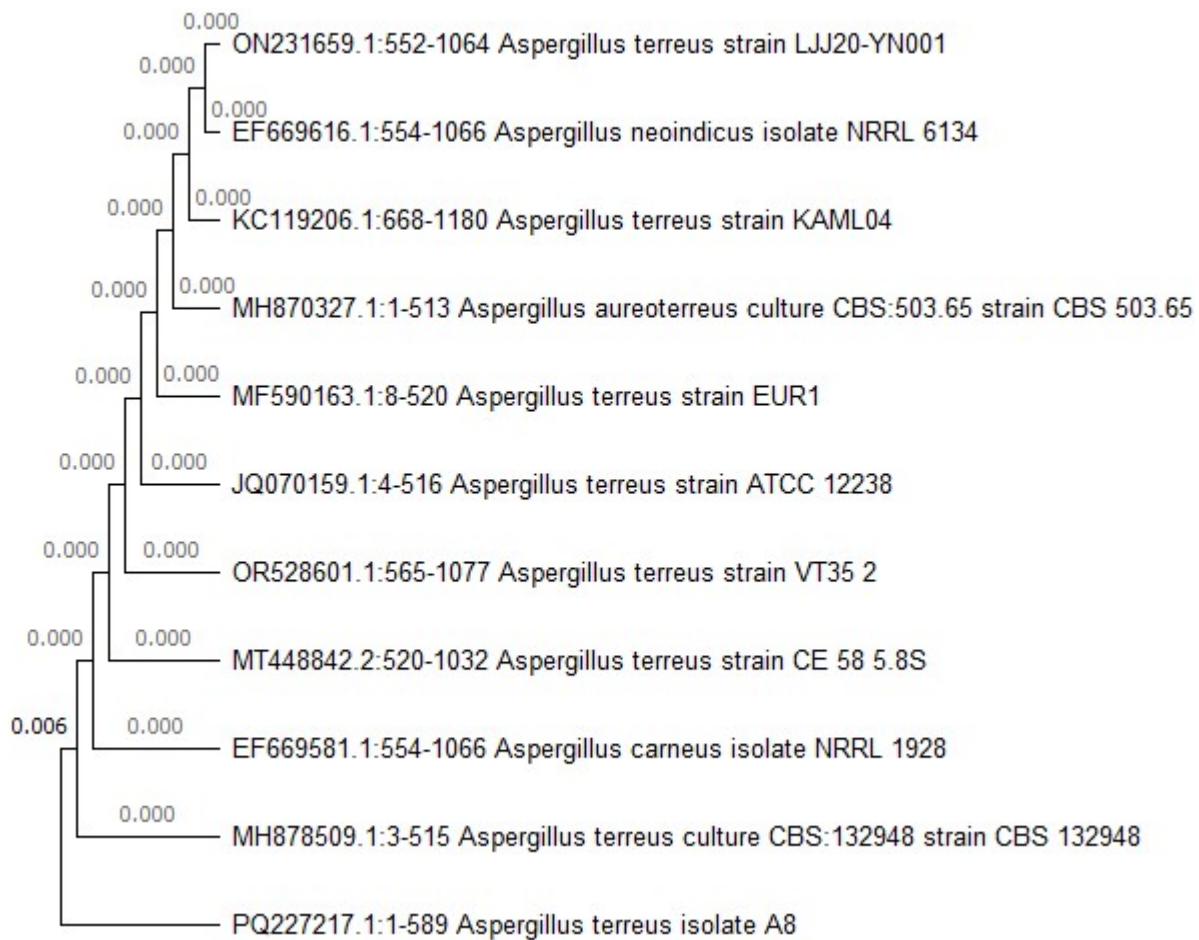 0.000
ON231659.1:552-1064 Aspergillus terreus strain LJJ20-YN001
0.000
0.000
EF669616.1:554-1066 Aspergillus neoindicus isolate NRRL 6134
0.000
0.000
KC119206.1:668-1180 Aspergillus terreus strain KAML04
0.000
0.000
MH870327.1:1-513 Aspergillus aureoterreus culture CBS:503.65 strain CBS 503.65
0.000
0.000
MF590163.1:8-520 Aspergillus terreus strain EUR1
0.000
0.000
JQ070159.1:4-516 Aspergillus terreus strain ATCC 12238
0.000
0.000
OR528601.1:565-1077 Aspergillus terreus strain VT35 2
0.000
0.000
MT448842.2:520-1032 Aspergillus terreus strain CE 58 5.8S
0.000
0.006
0.000
EF669581.1:554-1066 Aspergillus carneus isolate NRRL 1928
0.000
MH878509.1:3-515 Aspergillus terreus culture CBS:132948 strain CBS 132948
PQ227217.1:1-589 Aspergillus terreus isolate A8